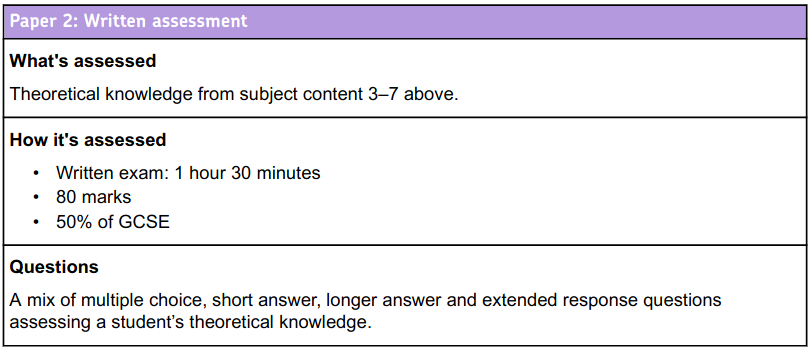 Paper 2: Written assessment
What's assessed
Theoretical knowledge from subject content 3–7 above.
How it's assessed
• Written exam: 1 hour 30 minutes
• 80 marks
• 50% of GCSE
Questions
A mix of multiple choice, short answer, longer answer and extended response questions
assessing a student’s theoretical knowledge.